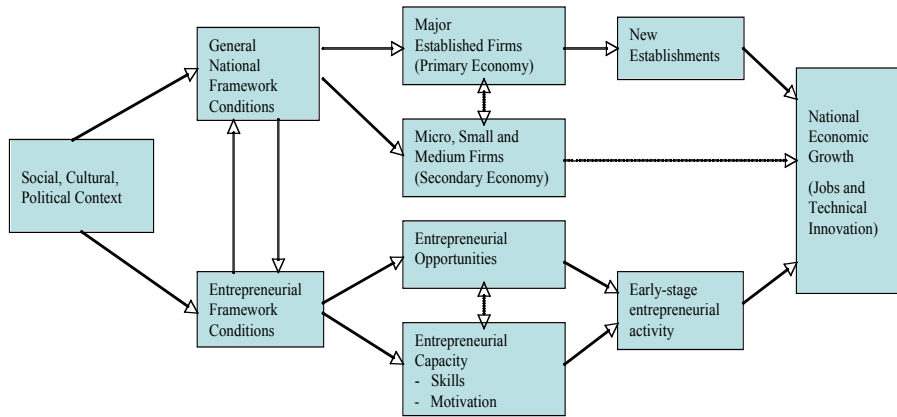 Social, Cultural,
Political Context
General
National
Framework
Conditions
Entrepreneurial
Framework
Conditions
Major
Established Firms
(Primary Economy)
Micro, Small and
Medium Firms
(Secondary Economy)
Entrepreneurial
Opportunities
Entrepreneurial
Capacity
- Skills
- Motivation
New
Establishments
Early-stage
entrepreneurial
activity
National
Economic
Growth
(Jobs and
Technical
Innovation)